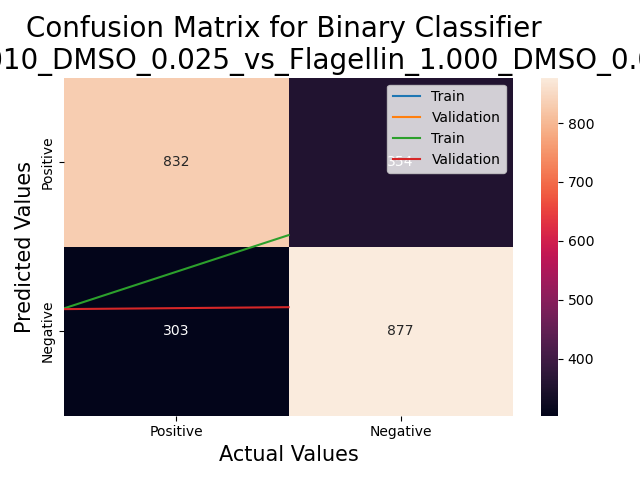 Confusion Matrix for Binary Classifier
010_DMSO_0.025_vs_Flagellin_1.000_DMSO_0.0
Train
Validation
Train
Validation
832
303
877
Positive
Negative
Predicted Values
Positive
Negative
Actual Values
800
700
600
500
400